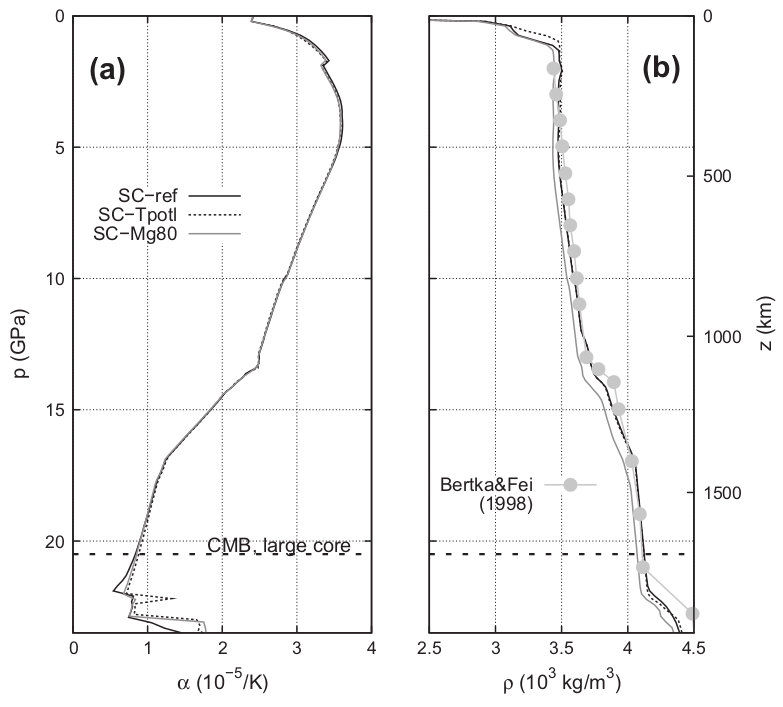 (a)
0
5
10
15
20
p (GPa)
SC−ref
SC−Tpotl
SC−Mg80
CMB, large core
0 1 2 3 4
α (10−5/K)
(b)
0
500
1000
1500
z (km)
Bertka&Fei
(1998)
2.5 3 3.5 4 4.5
ρ (103 kg/m3)